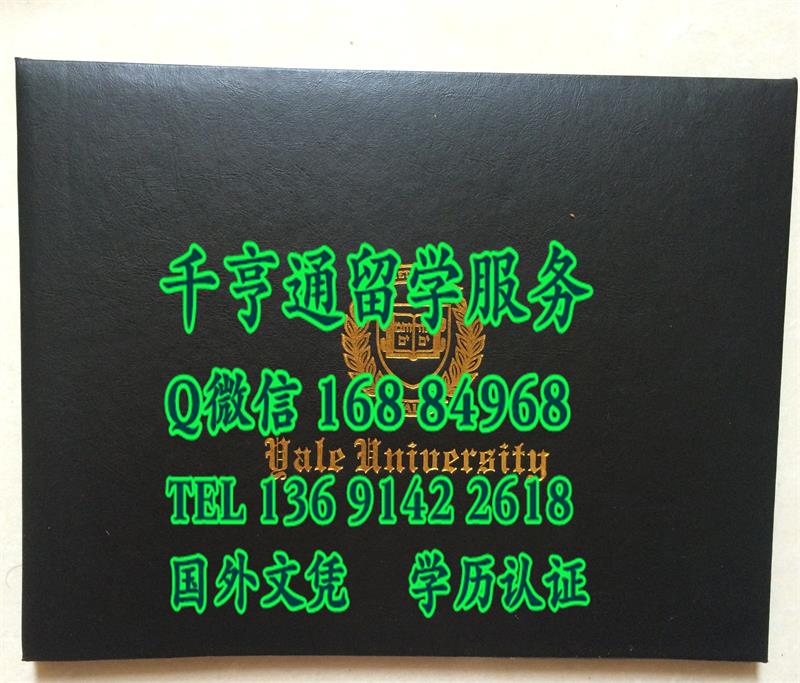 千亨通留学服务
Q微信 168 84968
Yale University
TEL 136 9142 2618
国外文凭 学历认证